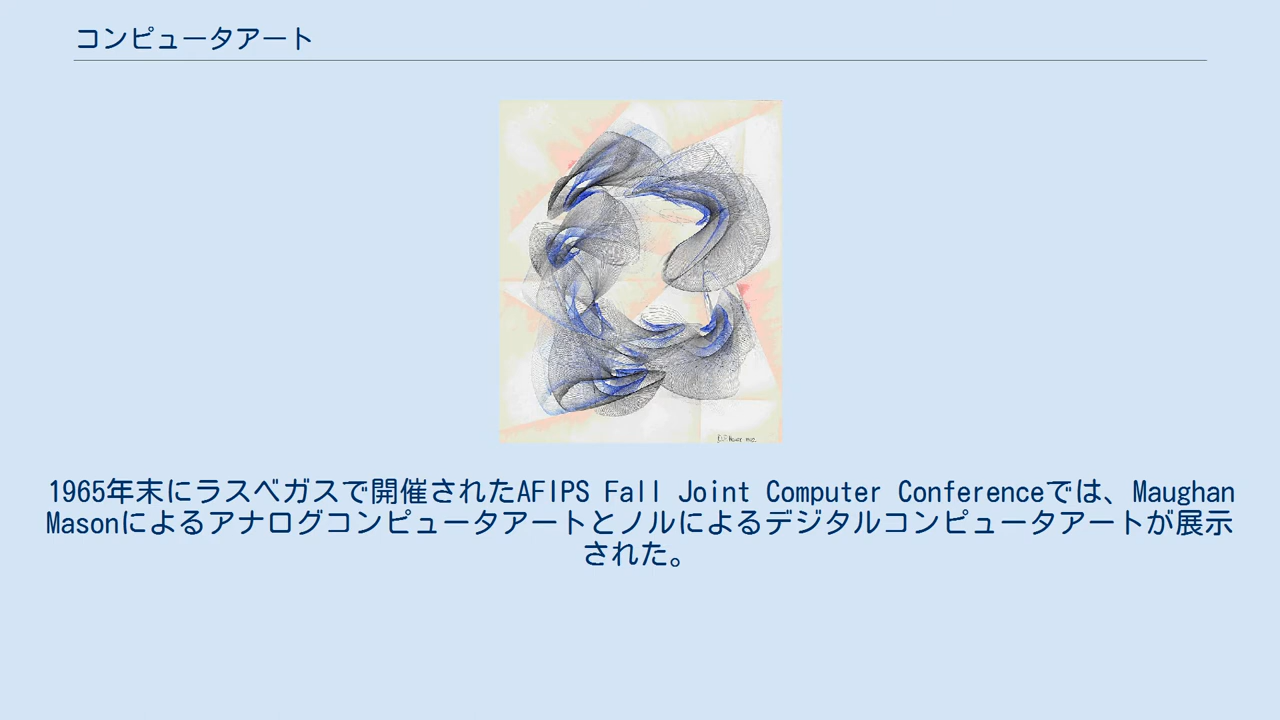 コンピュータアート
1965年末にラスベガスで開催されたAFIPS Fall Joint Computer Conferenceでは、Maughan
Masonによるアナログコンピュータアートとノルによるデジタルコンピュータアートが展示
された。